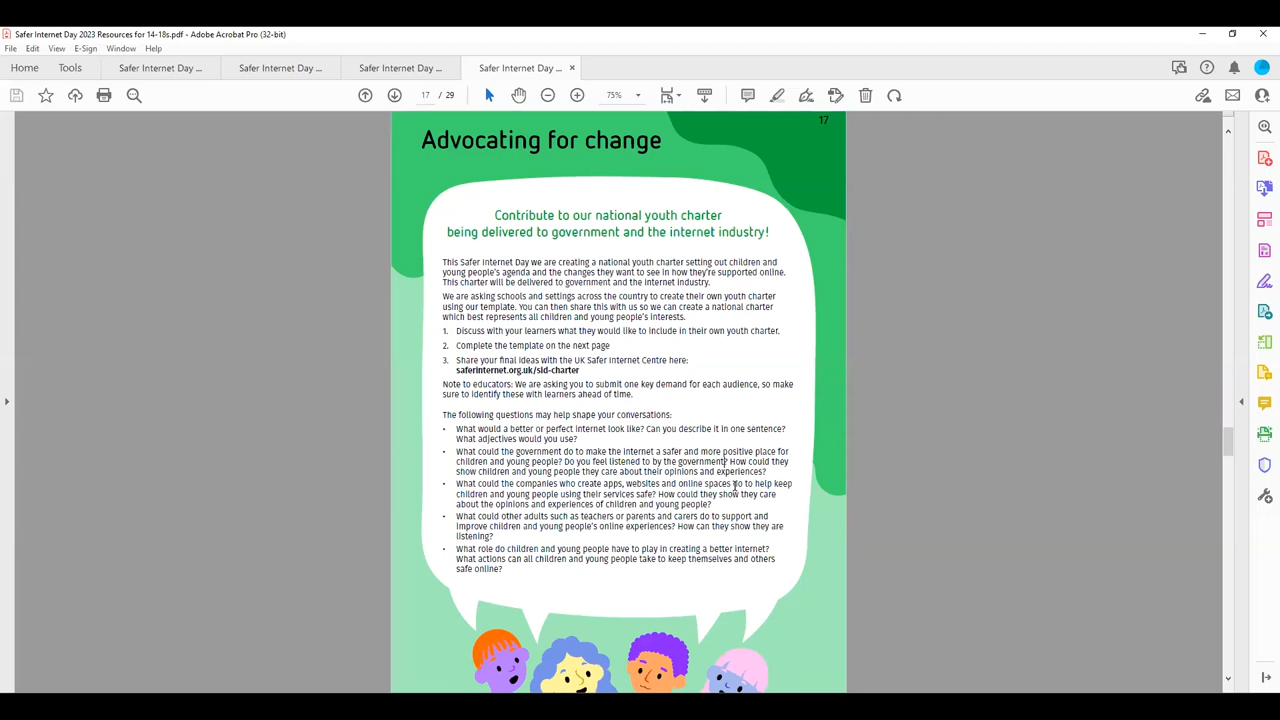 Safer Internet Day 2023 Resources for 14-18s.pdf - Adobe Acrobat Pro (32-bit)
File Edit View E-Sign Window Help
Home Tools Safer Internet Day ... Safer Internet Day ... Safer Internet Day ... Safer Internet Day ... ×
17 / 29 75%
17
Advocating for change
Contribute to our national youth charter
being delivered to government and the internet industry!
This Safer Internet Day we are creating a national youth charter setting out children and
young people's agenda and the changes they want to see in how they're supported online.
This charter will be delivered to government and the internet industry.
We are asking schools and settings across the country to create their own youth charter
using our template. You can then share this with us so we can create a national charter
which best represents all children and young people's interests.
1. Discuss with your learners what they would like to include in their own youth charter.
2. Complete the template on the next page
3. Share your final ideas with the UK Safer Internet Centre here:
saferinternet.org.uk/sid-charter
Note to educators: We are asking you to submit one key demand for each audience, so make
sure to identify these with learners ahead of time.
The following questions may help shape your conversations:
• What would a better or perfect internet look like? Can you describe it in one sentence?
What adjectives would you use?
• What could the government do to make the internet a safer and more positive place for
children and young people? Do you feel listened to by the government? How could they
show children and young people they care about their opinions and experiences?
• What could the companies who create apps, websites and online spaces do to help keep
children and young people using their services safe? How could they show they care
about the opinions and experiences of children and young people?
• What could other adults such as teachers or parents and carers do to support and
improve children and young people's online experiences? How can they show they are
listening?
• What role do children and young people have to play in creating a better internet?
What actions can all children and young people take to keep themselves and others
safe online?